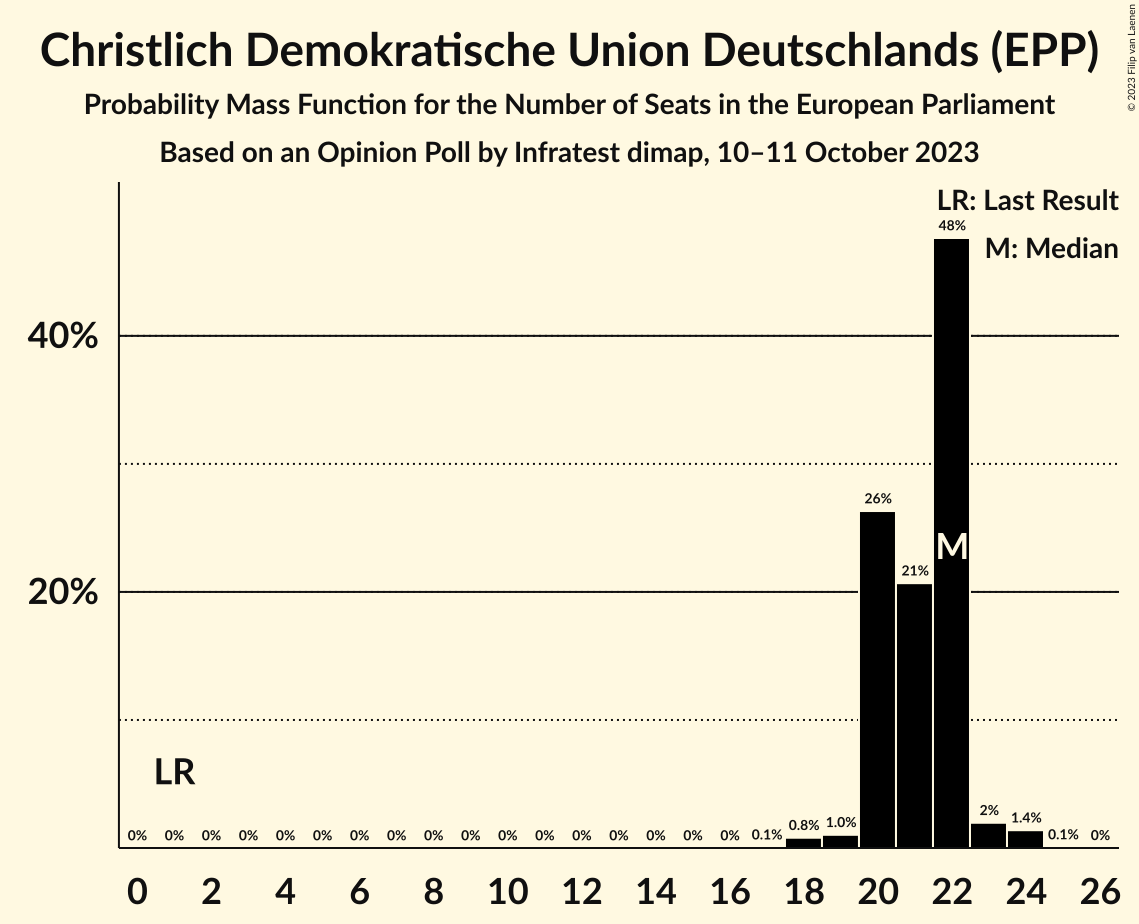 Christlich Demokratische Union Deutschlands (EPP)
Probability Mass Function for the Number of Seats in the European Parliament
Based on an Opinion Poll by Infratest dimap, 10–11 October 2023
© 2023 Filip van Laenen
LR: Last Result
M: Median
48%
40%
26%
M
21%
20%
LR
0% 0% 0% 0% 0% 0% 0% 0% 0% 0% 0% 0% 0% 0% 0% 0% 0% 0.1% 0.8% 1.0% 2% 1.4% 0.1% 0%
0 2 4 6 8 10 12 14 16 18 20 22 24 26